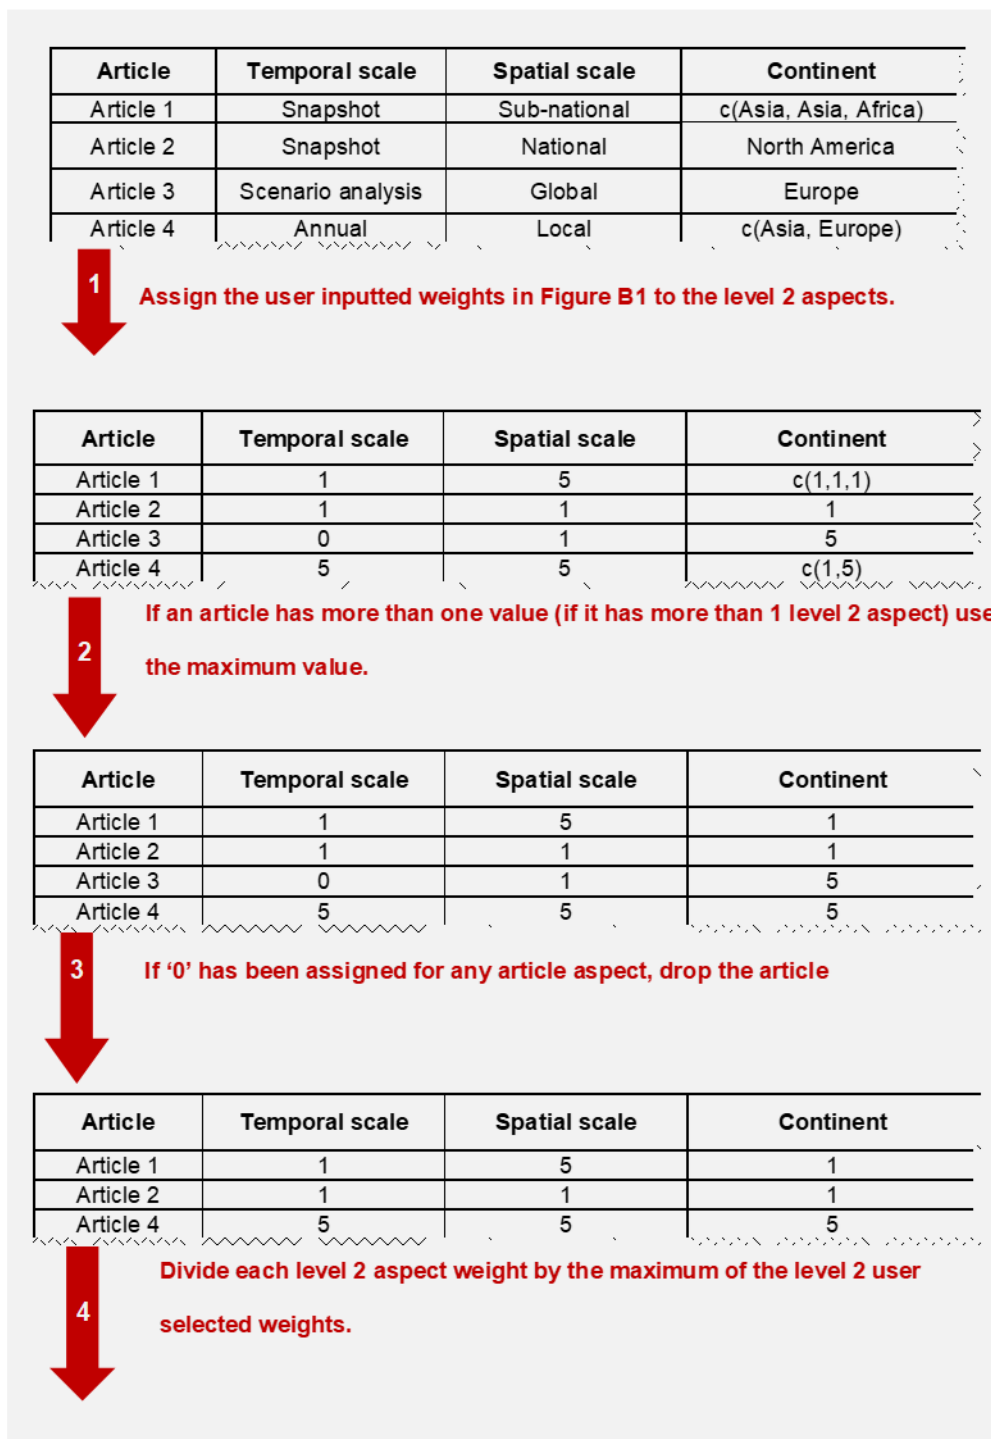 Article Temporal scale Spatial scale Continent
Article 1 Snapshot Sub-national c(Asia, Asia, Africa)
Article 2 Snapshot National North America
Article 3 Scenario analysis Global Europe
Article 4 Annual Local c(Asia, Europe)
1
Assign the user inputted weights in Figure B1 to the level 2 aspects.
Article Temporal scale Spatial scale Continent
Article 1 1 5 c(1,1,1)
Article 2 1 1 1
Article 3 0 1 5
Article 4 5 5 c(1,5)
2
If an article has more than one value (if it has more than 1 level 2 aspect) use
the maximum value.
Article Temporal scale Spatial scale Continent
Article 1 1 5 1
Article 2 1 1 1
Article 3 0 1 5
Article 4 5 5 5
3
If ‘0’ has been assigned for any article aspect, drop the article
Article Temporal scale Spatial scale Continent
Article 1 1 5 1
Article 2 1 1 1
Article 4 5 5 5
4
Divide each level 2 aspect weight by the maximum of the level 2 user
selected weights.